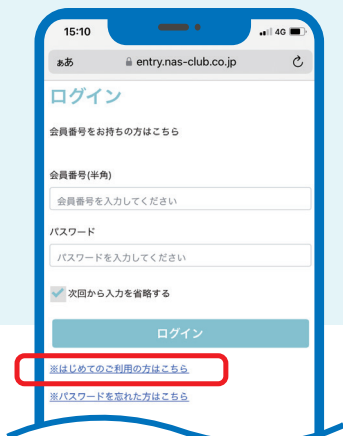 15:10
4G
ぁあ
entry.nas-club.co.jp
ログイン
会員番号をお持ちの方はこちら
会員番号(半角)
会員番号を入力してください
パスワード
パスワードを入力してください
次回から入力を省略する
ログイン
※はじめてのご利用の方はこちら
※パスワードを忘れた方はこちら